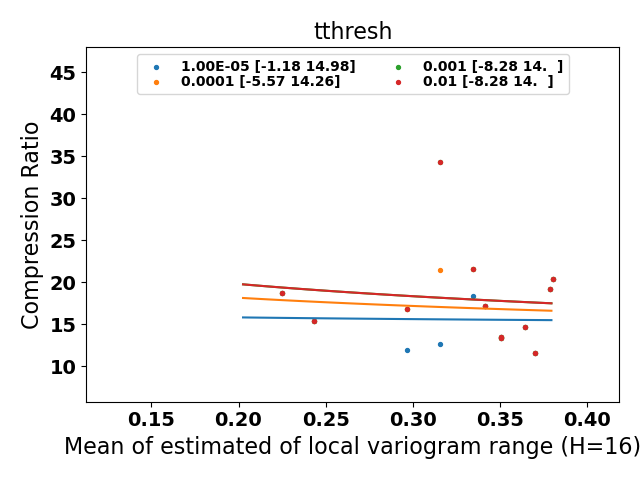 tthresh
1.00E-05 [-1.18 14.98]
0.0001 [-5.57 14.26]
0.001 [-8.28 14.  ]
0.01 [-8.28 14.  ]
Compression Ratio
45
40
35
30
25
20
15
10
0.15 0.20 0.25 0.30 0.35 0.40
Mean of estimated of local variogram range (H=16)